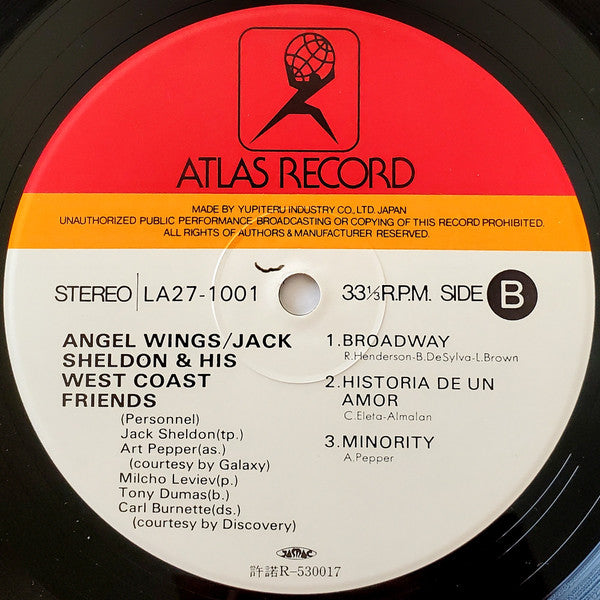 ATLAS RECORD
MADE BY YUPITERU INDUSTRY CO., LTD. JAPAN
UNAUTHORIZED PUBLIC PERFORMANCE BROADCASTING OR COPYING OF THIS RECORD PROHIBITED.
ALL RIGHTS OF AUTHORS & MANUFACTURER RESERVED.
STEREO LA27-1001
33⅓R.P.M. SIDE B
ANGEL WINGS/JACK
SHELDON & HIS
WEST COAST
FRIENDS
(Personnel)
Jack Sheldon(tp.)
Art Pepper(as.)
(courtesy by Galaxy)
Milcho Leviev(p.)
Tony Dumas(b.)
Carl Burnette(ds.)
(courtesy by Discovery)
1.BROADWAY
R.Henderson-B.DeSylva-L.Brown
2.HISTORIA DE UN
AMOR
C.Eleta-Almalan
3.MINORITY
A.Pepper
JASRAC
許諾R-530017